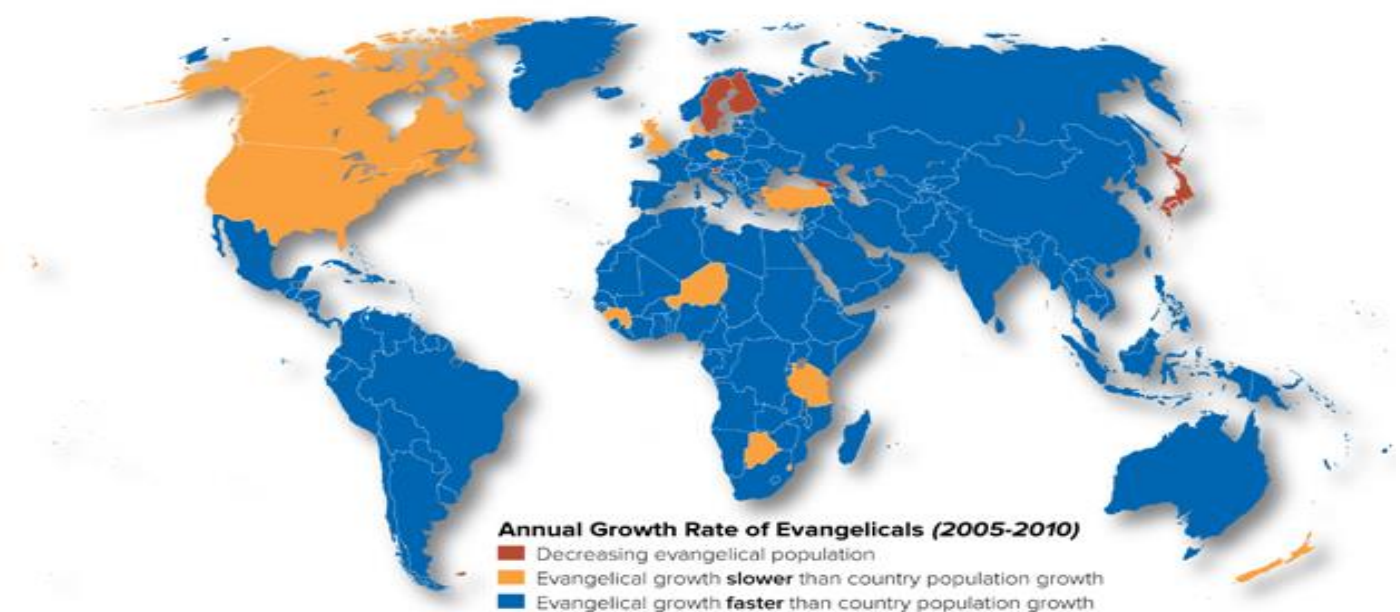 Annual Growth Rate of Evangelicals (2005-2010)
Decreasing evangelical population
Evangelical growth slower than country population growth
Evangelical growth faster than country population growth